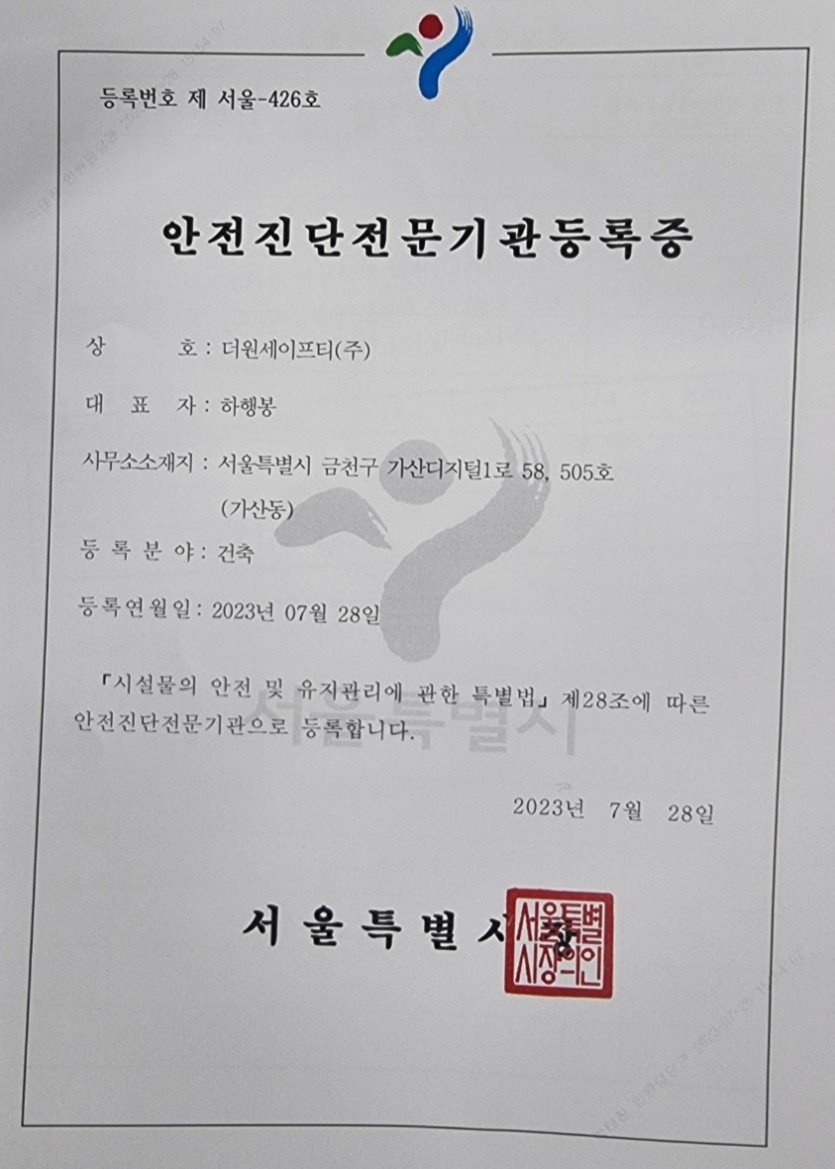 등록번호 제 서울-426호
안전진단전문기관등록증
상 호 : 더원세이프티(주)
대 표 자 : 하행봉
사무소소재지 : 서울특별시 금천구 가산디지털1로 58, 505호
(가산동)
등 록 분 야 : 건축
등록연월일 : 2023년 07월 28일
「시설물의 안전 및 유지관리에 관한 특별법」 제28조에 따른
안전진단전문기관으로 등록합니다.
서울특별시
2023년 7월 28일
서울특별시장
서울특별
시장의인